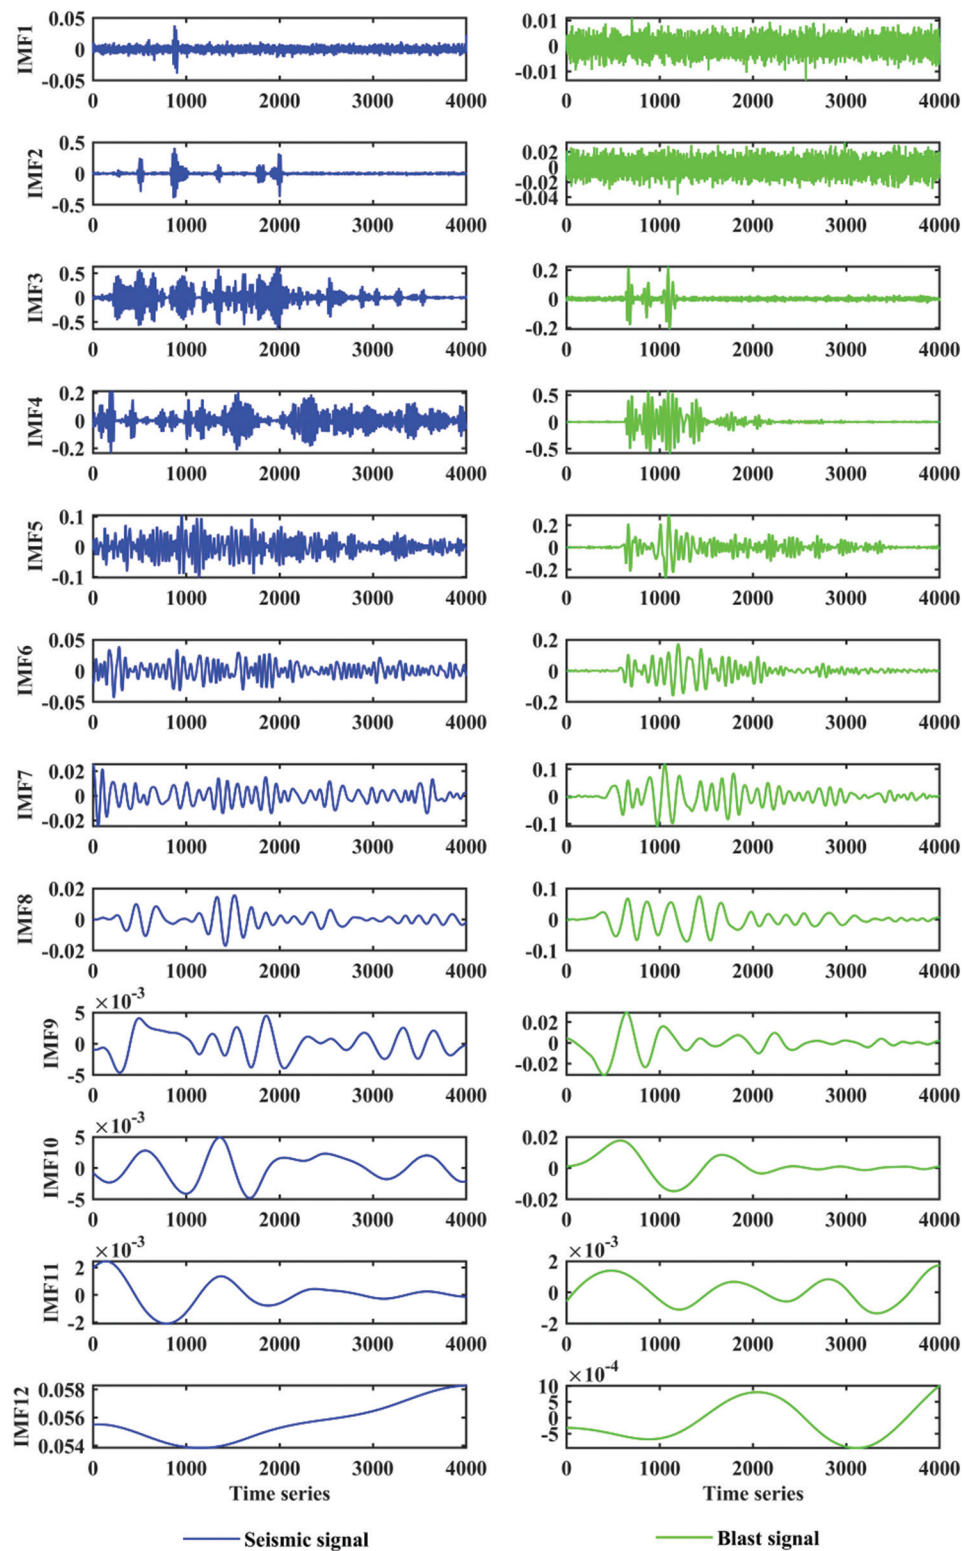 0.05 0.01
IMF1 0 0
-0.05 -0.01
0 1000 2000 3000 4000 0 1000 2000 3000 4000
0.5 0.02
IMF2 0 0
-0.02
-0.5 -0.04
0 1000 2000 3000 4000 0 1000 2000 3000 4000
0.5 0.2
IMF3 0 0
-0.5 -0.2
0 1000 2000 3000 4000 0 1000 2000 3000 4000
0.2 0.5
IMF4 0 0
-0.2 -0.5
0 1000 2000 3000 4000 0 1000 2000 3000 4000
0.1 0.2
IMF5 0 0
-0.1 -0.2
0 1000 2000 3000 4000 0 1000 2000 3000 4000
0.05 0.2
IMF6 0 0
-0.05 -0.2
0 1000 2000 3000 4000 0 1000 2000 3000 4000
0.02 0.1
IMF7 0 0
-0.02 -0.1
0 1000 2000 3000 4000 0 1000 2000 3000 4000
0.02 0.1
IMF8 0 0
-0.02 -0.1
0 1000 2000 3000 4000 0 1000 2000 3000 4000
×10-3
5 0.02
IMF9 0 0
-5 -0.02
0 1000 2000 3000 4000 0 1000 2000 3000 4000
×10-3
5 0.02
IMF10 0 0
-5 -0.02
0 1000 2000 3000 4000 0 1000 2000 3000 4000
×10-3 ×10-3
2 2
IMF11 0 0
-2 -2
0 1000 2000 3000 4000 0 1000 2000 3000 4000
×10-4
0.058 10
5
IMF12 0.056 0
-5
0.054
0 1000 2000 3000 4000 0 1000 2000 3000 4000
Time series Time series
Seismic signal Blast signal